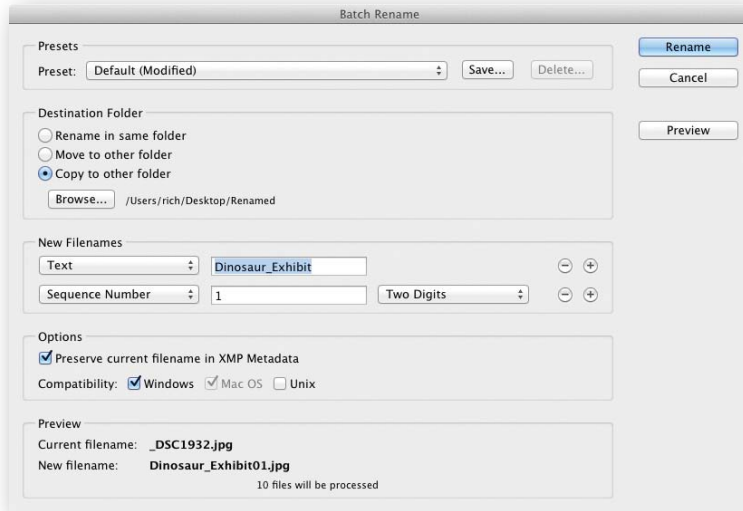 Batch Rename
Presets
Preset: Default (Modified) Save... Delete...
Rename
Cancel
Preview
Destination Folder
Rename in same folder
Move to other folder
Copy to other folder
Browse... /Users/rich/Desktop/Renamed
New Filenames
Text Dinosaur_Exhibit
Sequence Number 1 Two Digits
Options
Preserve current filename in XMP Metadata
Compatibility: Windows Mac OS Unix
Preview
Current filename: _DSC1932.jpg
New filename: Dinosaur_Exhibit01.jpg
10 files will be processed